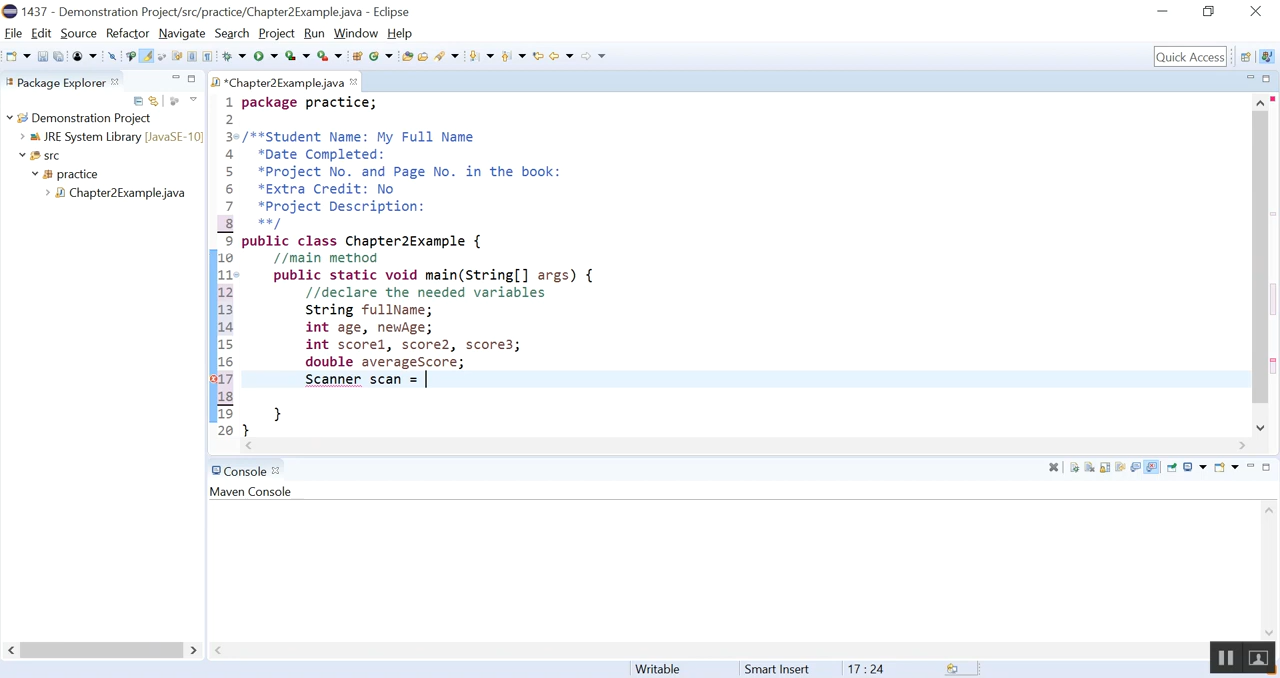 1437 - Demonstration Project/src/practice/Chapter2Example.java - Eclipse
File Edit Source Refactor Navigate Search Project Run Window Help
Quick Access
Package Explorer
*Chapter2Example.java
Demonstration Project
JRE System Library [JavaSE-10]
src
practice
Chapter2Example.java
1 package practice;
2
3 /**Student Name: My Full Name
4 *Date Completed:
5 *Project No. and Page No. in the book:
6 *Extra Credit: No
7 *Project Description:
8 **/
9 public class Chapter2Example {
10 //main method
11 public static void main(String[] args) {
12 //declare the needed variables
13 String fullName;
14 int age, newAge;
15 int score1, score2, score3;
16 double averageScore;
17 Scanner scan =
18
19 }
20 }
Console
Maven Console
Writable Smart Insert 17 : 24